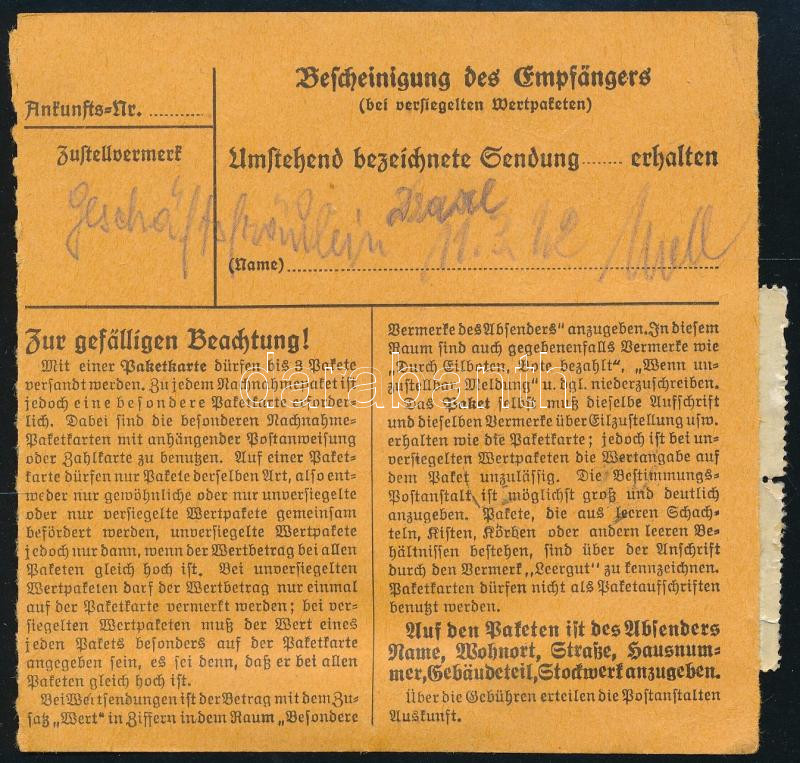 Ankunfts-Nr. ........
Zustellvermerk
Bescheinigung des Empfängers
(bei versiegelten Wertpaketen)
Umstehend bezeichnete Sendung ...... erhalten
Geschäftsfräulein
11. 3. 42
(Name)
Zur gefälligen Beachtung!
Mit einer Paketkarte dürfen bis 3 Pakete
versandt werden. Zu jedem Nachnahmepaket ist
jedoch eine besondere Paketkarte erforder-
lich. Dabei sind die besonderen Nachnahme-
Paketkarten mit anhängender Postanweisung
oder Zahlkarte zu benutzen. Auf einer Paket-
karte dürfen nur Pakete derselben Art, also ent-
weder nur gewöhnliche oder nur unversiegelte
oder nur versiegelte Wertpakete gemeinsam
befördert werden, unversiegelte Wertpakete
jedoch nur dann, wenn der Wertbetrag bei allen
Paketen gleich hoch ist. Bei unversiegelten
Wertpaketen darf der Wertbetrag nur einmal
auf der Paketkarte vermerkt werden; bei ver-
siegelten Wertpaketen muß der Wert eines
jeden Pakets besonders auf der Paketkarte
angegeben sein, es sei denn, daß er bei allen
Paketen gleich hoch ist.
Bei Wertsendungen ist der Betrag mit dem Zu-
satz „Wert" in Ziffern in dem Raum „Besondere
Vermerke des Absenders" anzugeben. In diesem
Raum sind auch gegebenenfalls Vermerke wie
„Durch Eilboten, Bote bezahlt", „Wenn un-
zustellbar, Meldung" u. dgl. niederzuschreiben.
Das Paket selbst muß dieselbe Aufschrift
und dieselben Vermerke über Eilzustellung usw.
erhalten wie die Paketkarte; jedoch ist bei un-
versiegelten Wertpaketen die Wertangabe auf
dem Paket unzulässig. Die Bestimmungs-
Postanstalt ist möglichst groß und deutlich
anzugeben. Pakete, die aus leeren Schach-
teln, Kisten, Körben oder andern leeren Be-
hältnissen bestehen, sind über der Anschrift
durch den Vermerk „Leergut" zu kennzeichnen.
Paketkarten dürfen nicht als Paketaufschriften
benutzt werden.
Auf den Paketen ist des Absenders
Name, Wohnort, Straße, Hausnum-
mer, Gebäudeteil, Stockwerk anzugeben.
Über die Gebühren erteilen die Postanstalten
Auskunft.
darabanth